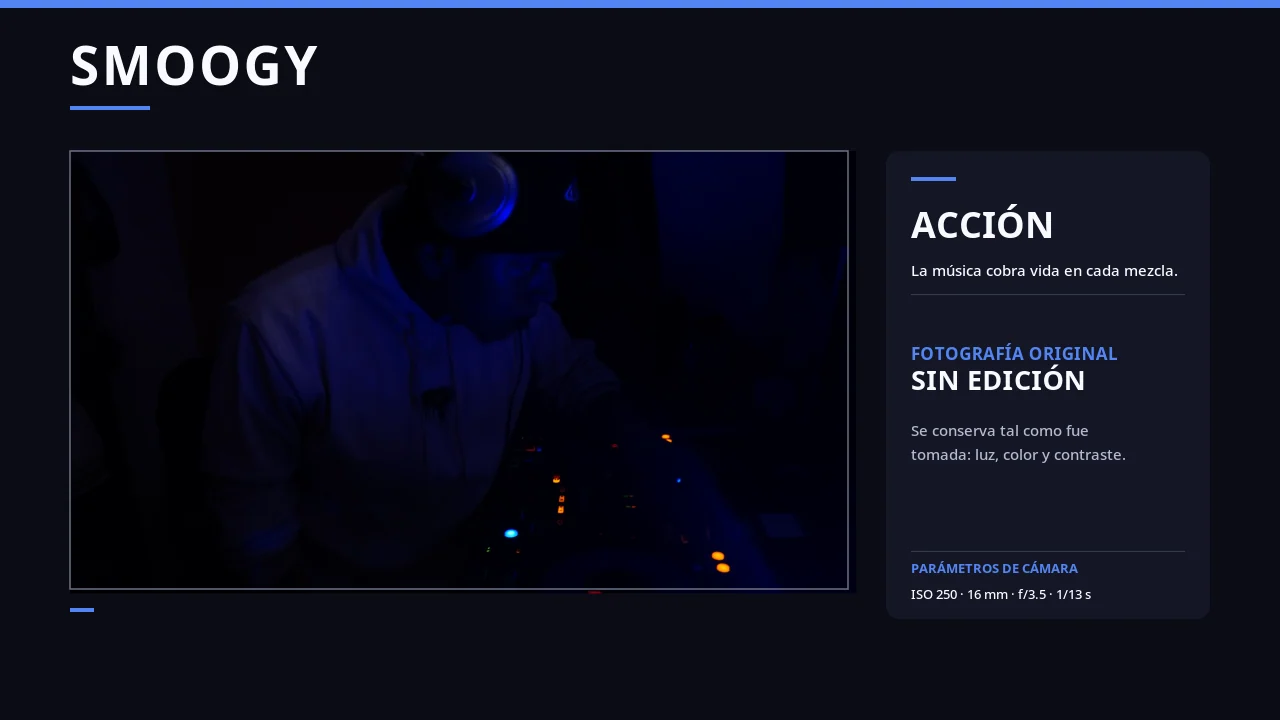 SMOOGY
ACCIÓN
La música cobra vida en cada mezcla.
FOTOGRAFÍA ORIGINAL
SIN EDICIÓN
Se conserva tal como fue
tomada: luz, color y contraste.
PARÁMETROS DE CÁMARA
ISO 250 · 16 mm · f/3.5 · 1/13 s